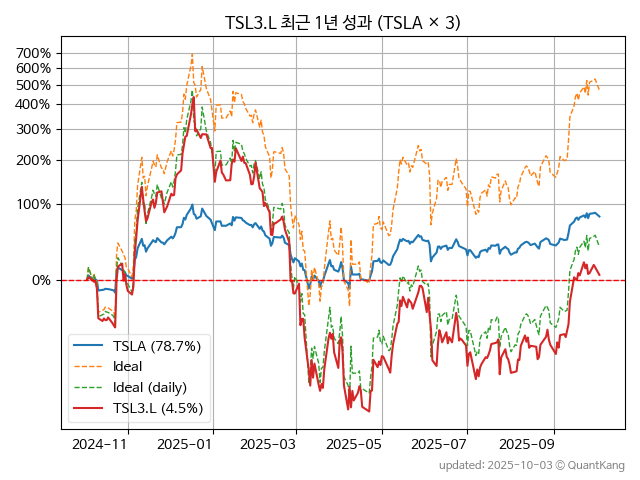 TSL3.L 최근 1년 성과 (TSLA × 3)
700%
600%
500%
400%
300%
200%
100%
0%
TSLA (78.7%)
Ideal
Ideal (daily)
TSL3.L (4.5%)
2024-11
2025-01
2025-03
2025-05
2025-07
2025-09
updated: 2025-10-03 © QuantKang